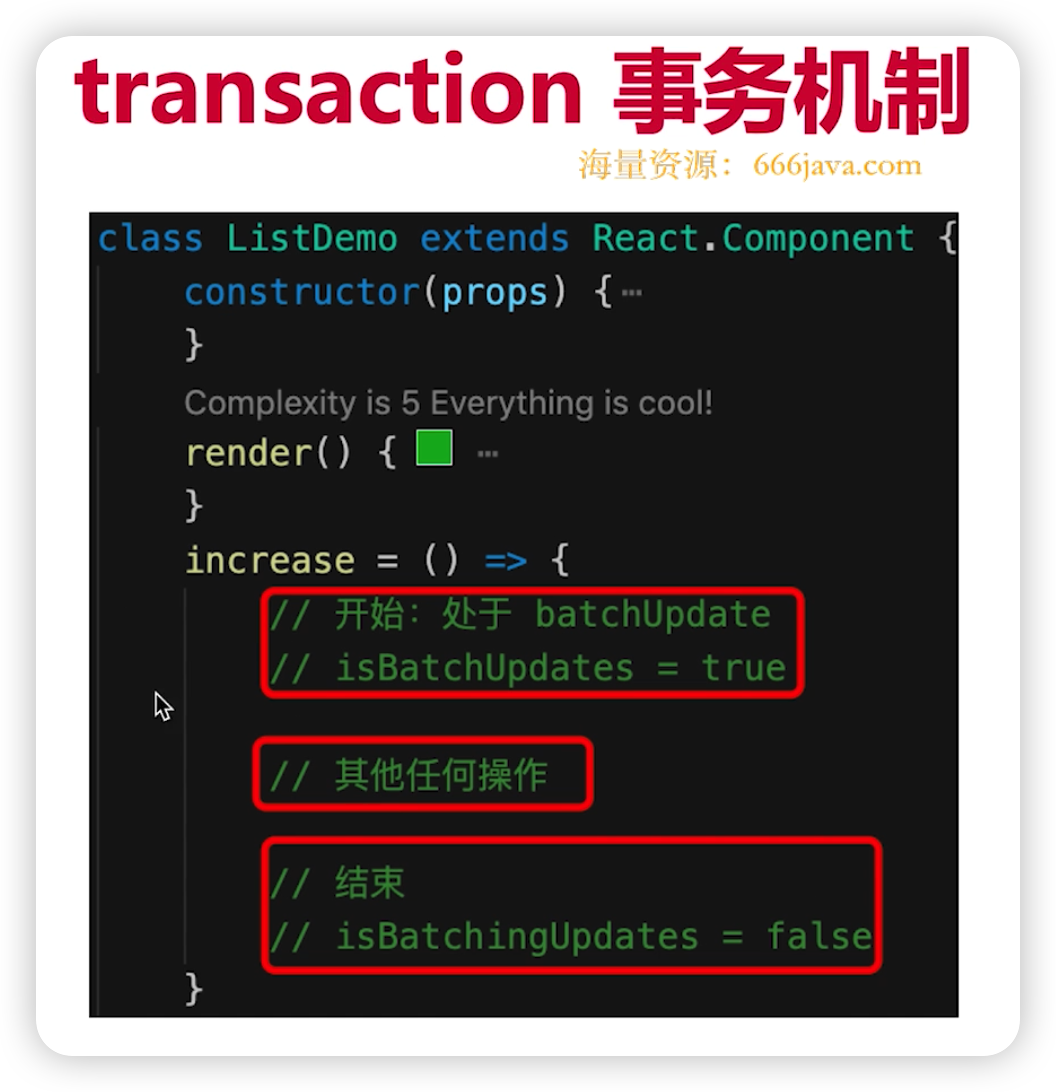 transaction 事务机制
海量资源：666java.com
class ListDemo extends React.Component {
constructor(props) {…
}
Complexity is 5 Everything is cool!
render() { …
}
increase = () => {
// 开始：处于 batchUpdate
// isBatchUpdates = true
// 其他任何操作
// 结束
// isBatchingUpdates = false
}